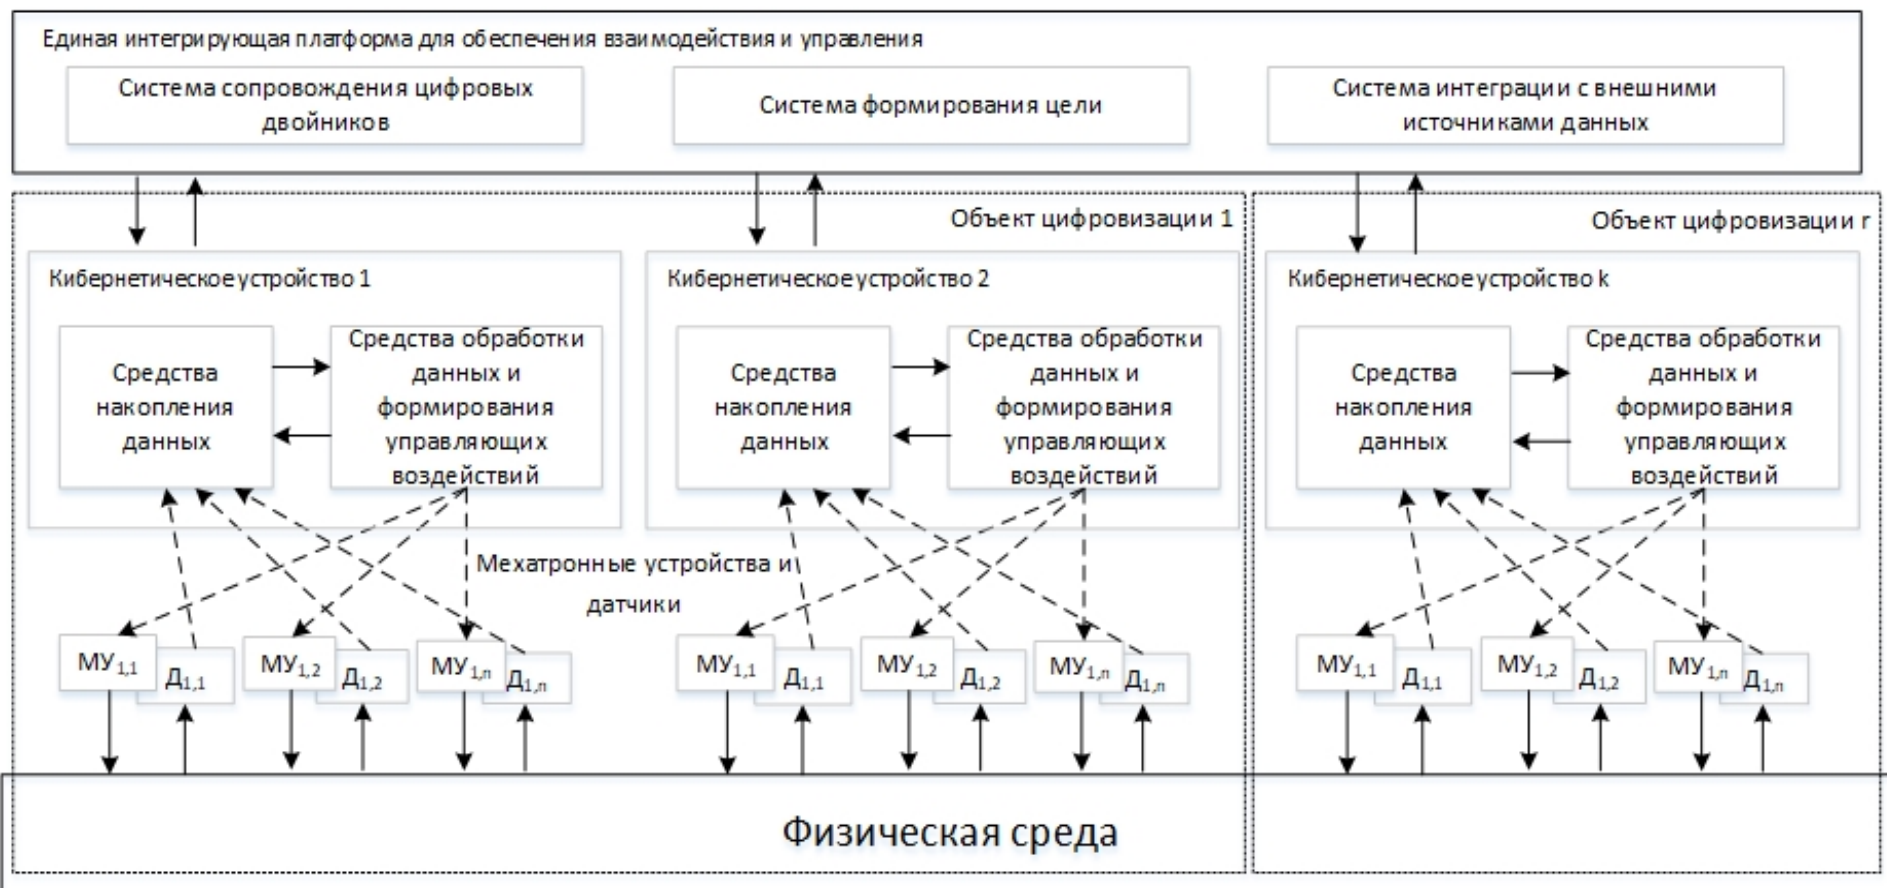 Единая интегрирующая платформа для обеспечения взаимодействия и управления
Система сопровождения цифровых
двойников
Система формирования цели
Система интеграции с внешними
источниками данных
Объект цифровизации 1
Объект цифровизации r
Кибернетическое устройство 1
Средства
накопления
данных
Средства обработки
данных и
формирования
управляющих
воздействий
Кибернетическое устройство 2
Средства
накопления
данных
Средства обработки
данных и
формирования
управляющих
воздействий
Кибернетическое устройство k
Средства
накопления
данных
Средства обработки
данных и
формирования
управляющих
воздействий
Мехатронные устройства и
датчики
МУ1,1
Д1,1
МУ1,2
Д1,2
МУ1,n
Д1,n
МУ1,1
Д1,1
МУ1,2
Д1,2
МУ1,n
Д1,n
МУ1,1
Д1,1
МУ1,2
Д1,2
МУ1,n
Д1,n
Физическая среда